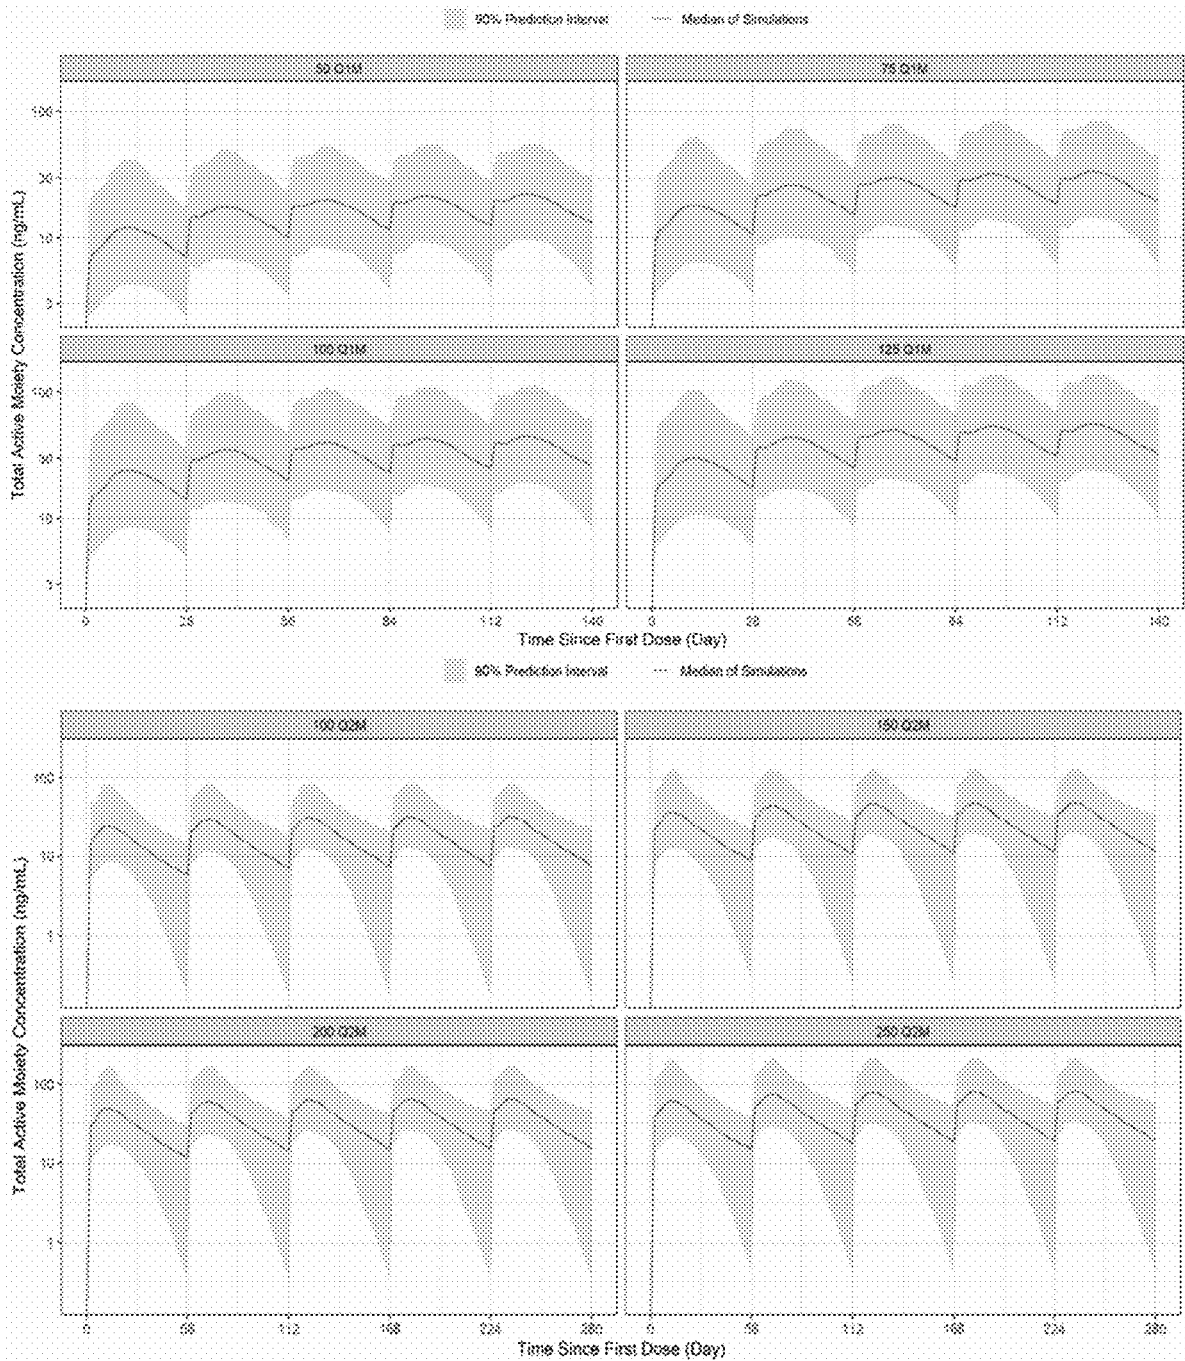 90% Prediction Interval Median of Simulations
50 Q1M 75 Q1M
100
30
10
3
100 Q1M 125 Q1M
100
30
10
3
Total Active Moiety Concentration (ng/mL)
0 28 56 84 112 140 0 28 56 84 112 140
Time Since First Dose (Day)
90% Prediction Interval Median of Simulations
100 Q2M 150 Q2M
100
10
1
200 Q2M 250 Q2M
100
10
1
Total Active Moiety Concentration (ng/mL)
0 56 112 168 224 280 0 56 112 168 224 280
Time Since First Dose (Day)